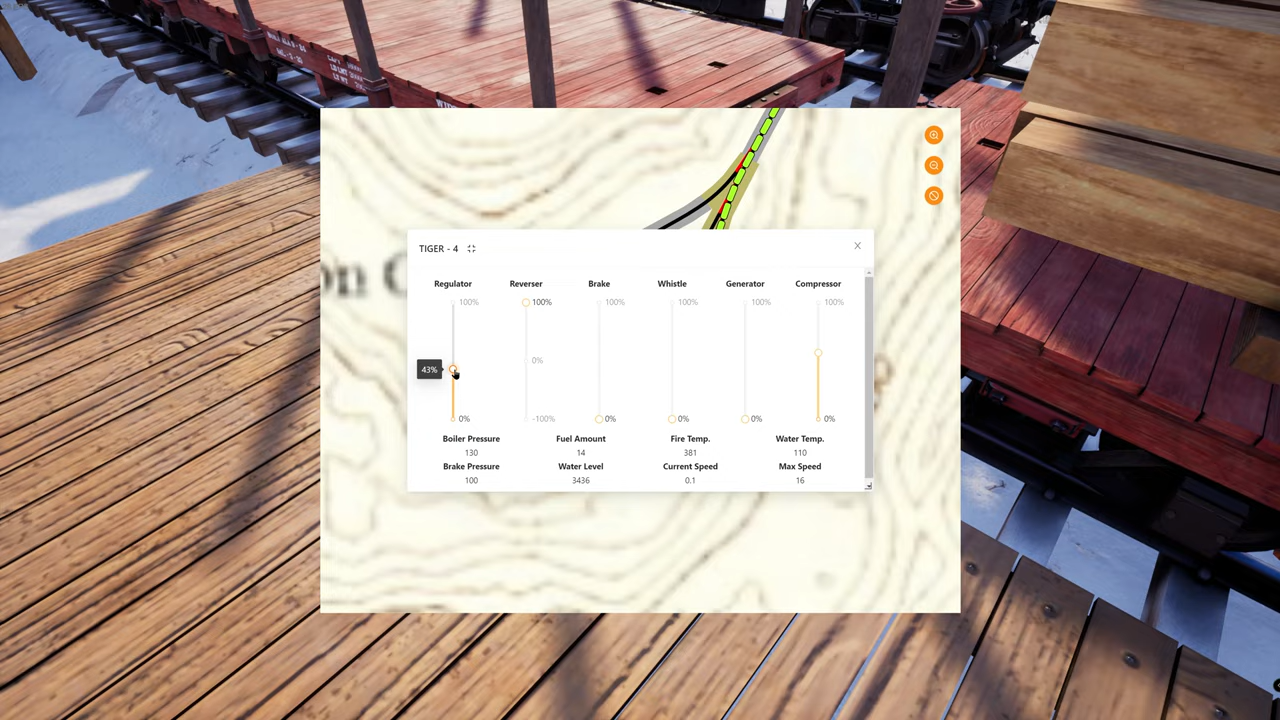 on
TIGER - 4
Regulator Reverser Brake Whistle Generator Compressor
100% 100% 100% 100% 100% 100%
0%
43%
0% -100% 0% 0% 0% 0%
Boiler Pressure Fuel Amount Fire Temp. Water Temp.
130 14 381 110
Brake Pressure Water Level Current Speed Max Speed
100 3436 0.1 16